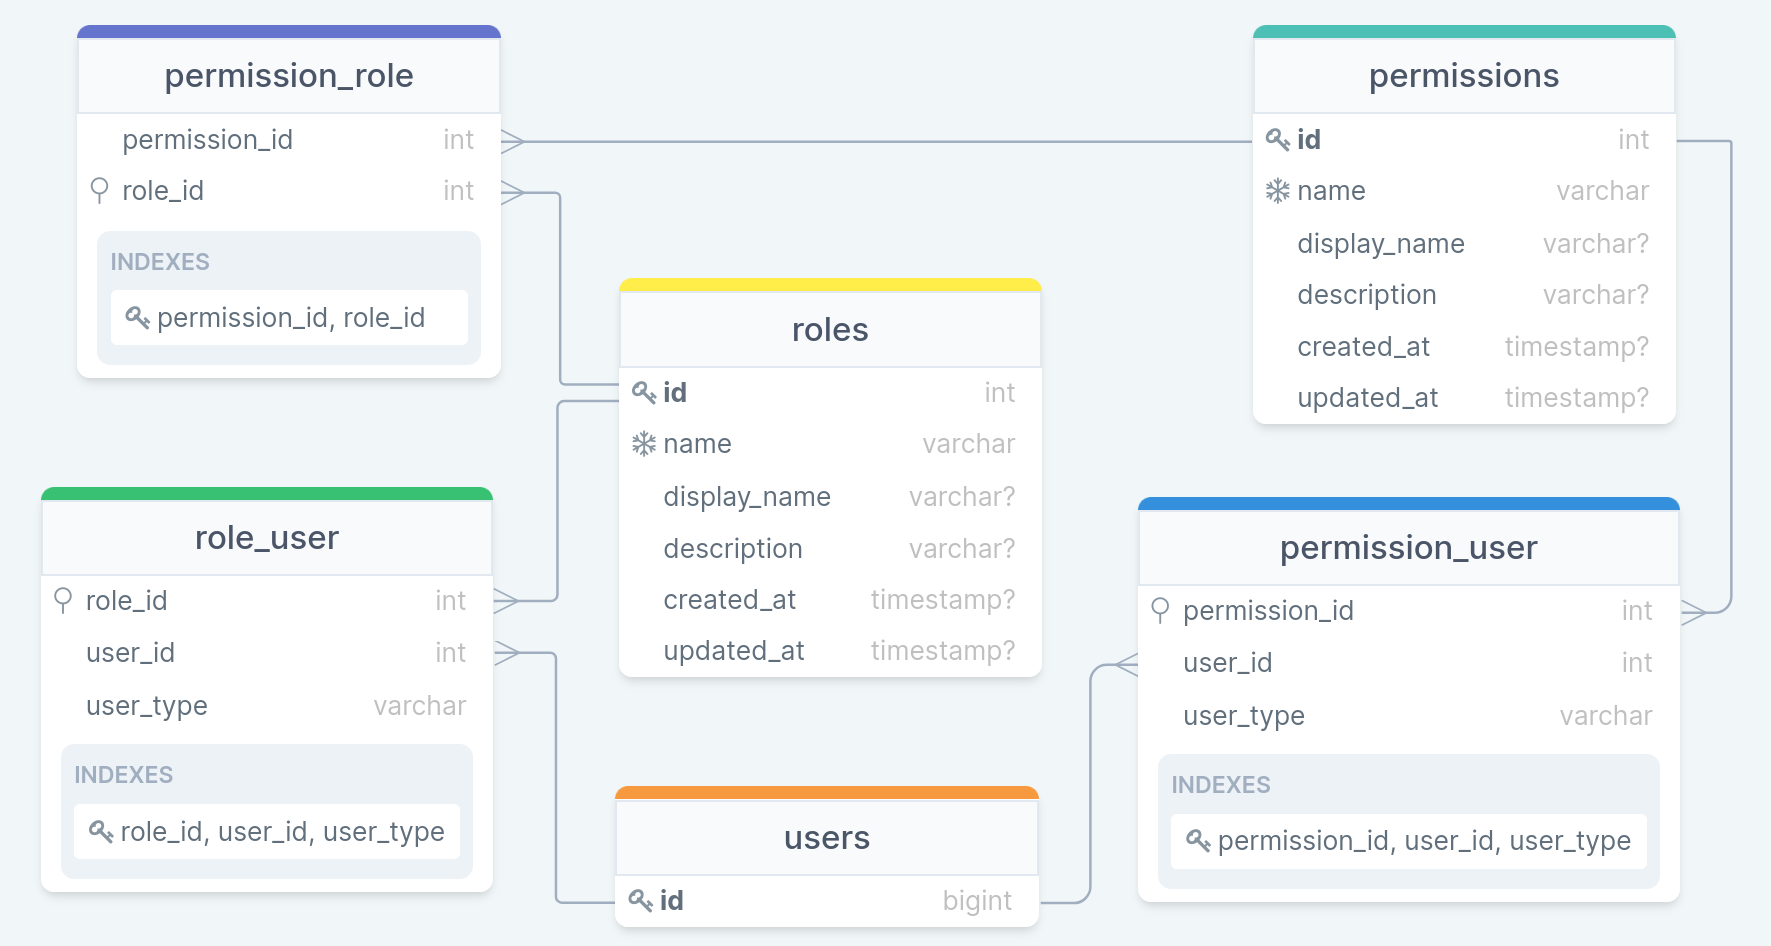 permission_role
permission_id int
role_id int
INDEXES
permission_id, role_id
permissions
id int
name varchar
display_name varchar?
description varchar?
created_at timestamp?
updated_at timestamp?
roles
id int
name varchar
display_name varchar?
description varchar?
created_at timestamp?
updated_at timestamp?
role_user
role_id int
user_id int
user_type varchar
INDEXES
role_id, user_id, user_type
permission_user
permission_id int
user_id int
user_type varchar
INDEXES
permission_id, user_id, user_type
users
id bigint